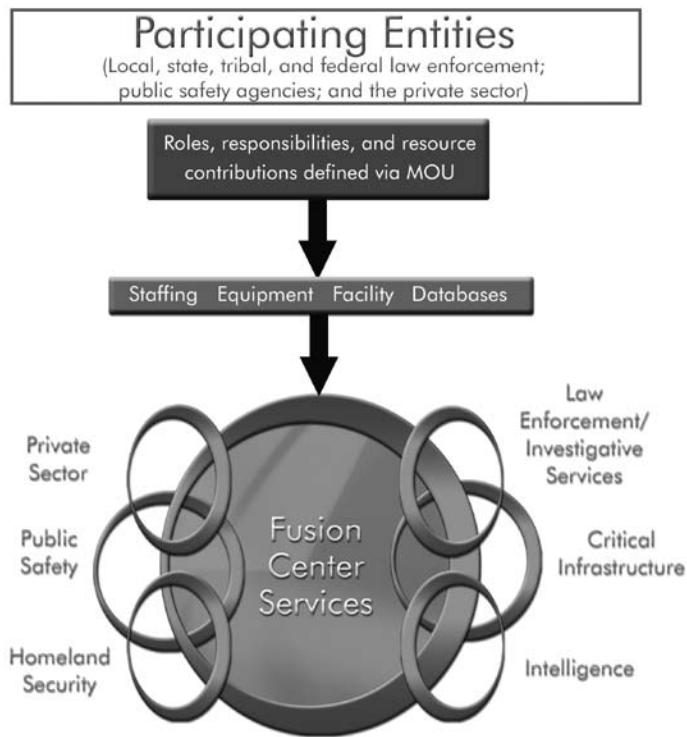 Participating Entities
(Local, state, tribal, and federal law enforcement;
public safety agencies; and the private sector)
Roles, responsibilities, and resource
contributions defined via MOU
Staffing Equipment Facility Databases
Private
Sector
Public
Safety
Homeland
Security
Fusion
Center
Services
Law
Enforcement/
Investigative
Services
Critical
Infrastructure
Intelligence